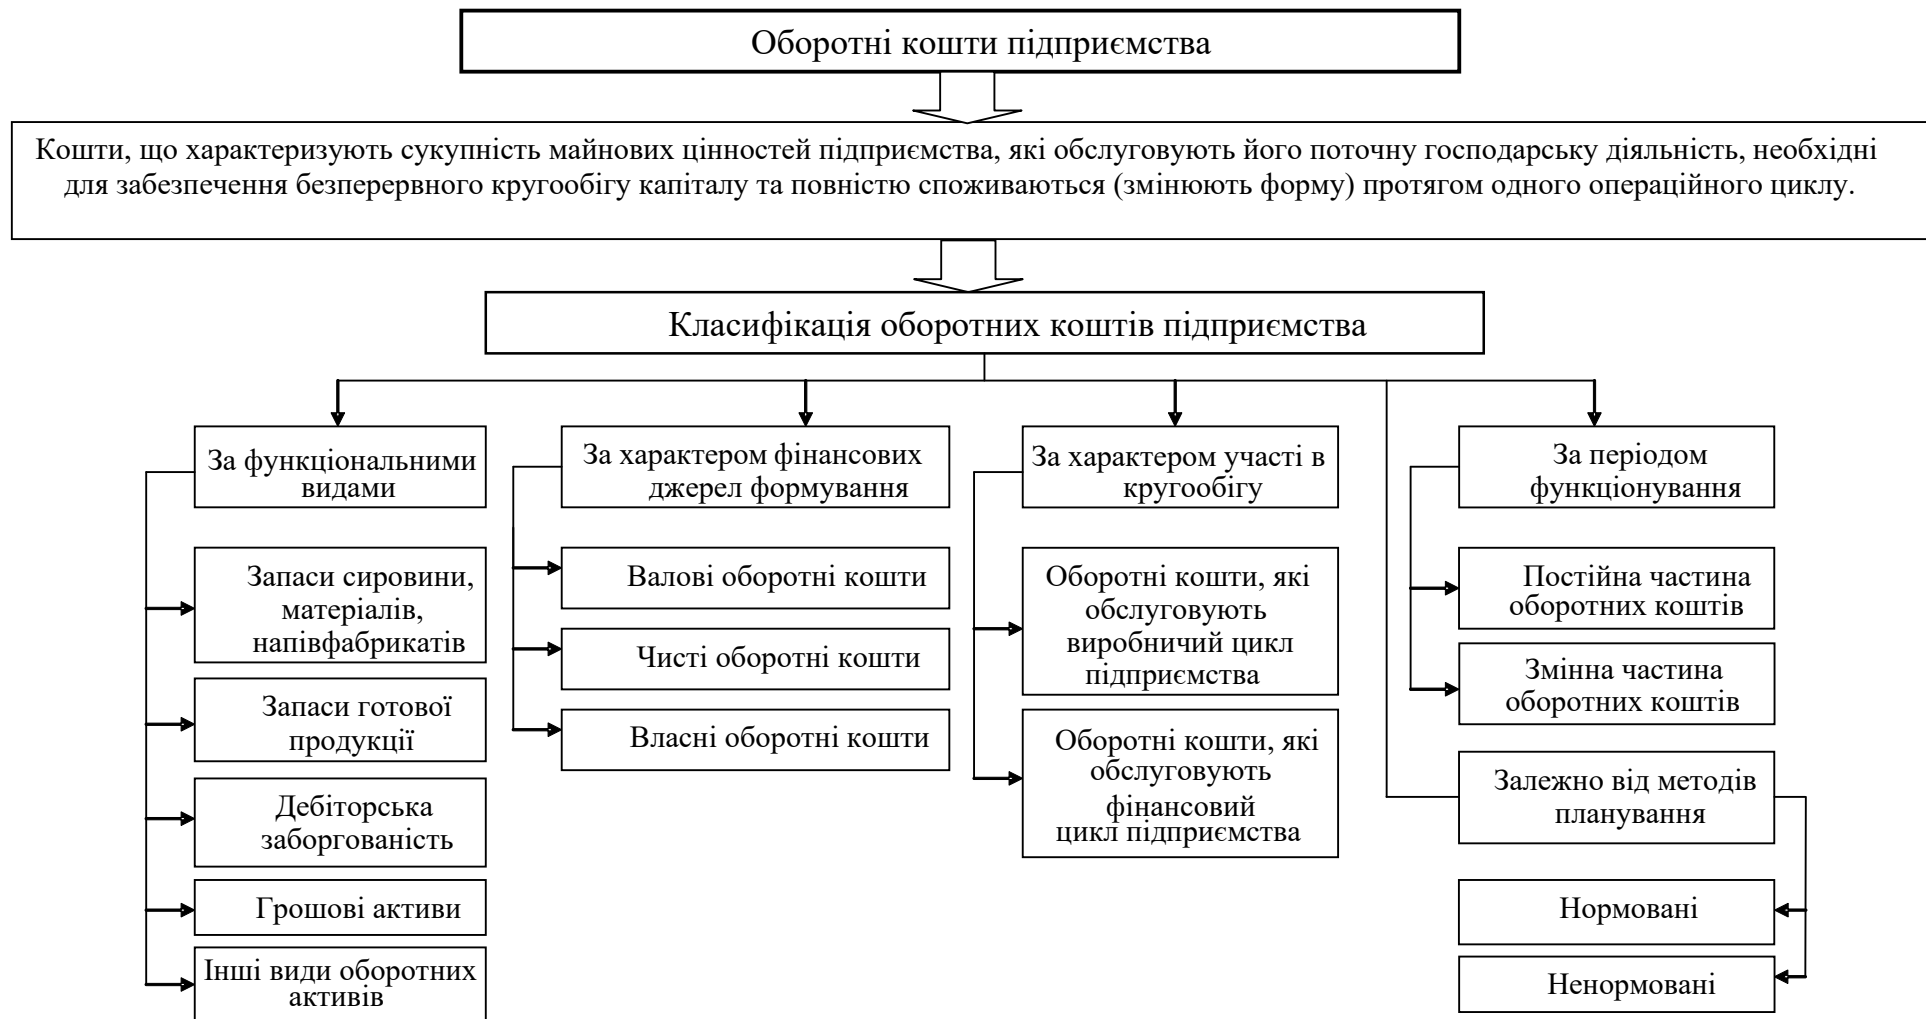 Оборотні кошти підприємства
Кошти, що характеризують сукупність майнових цінностей підприємства, які обслуговують його поточну господарську діяльність, необхідні
для забезпечення безперервного кругообігу капіталу та повністю споживаються (змінюють форму) протягом одного операційного циклу.
Класифікація оборотних коштів підприємства
За функціональними
видами
Запаси сировини,
матеріалів,
напівфабрикатів
Запаси готової
продукції
Дебіторська
заборгованість
Грошові активи
Інші види оборотних
активів
За характером фінансових
джерел формування
Валові оборотні кошти
Чисті оборотні кошти
Власні оборотні кошти
За характером участі в
кругообігу
Оборотні кошти, які
обслуговують
виробничий цикл
підприємства
Оборотні кошти, які
обслуговують
фінансовий
цикл підприємства
За періодом
функціонування
Постійна частина
оборотних коштів
Змінна частина
оборотних коштів
Залежно від методів
планування
Нормовані
Ненормовані